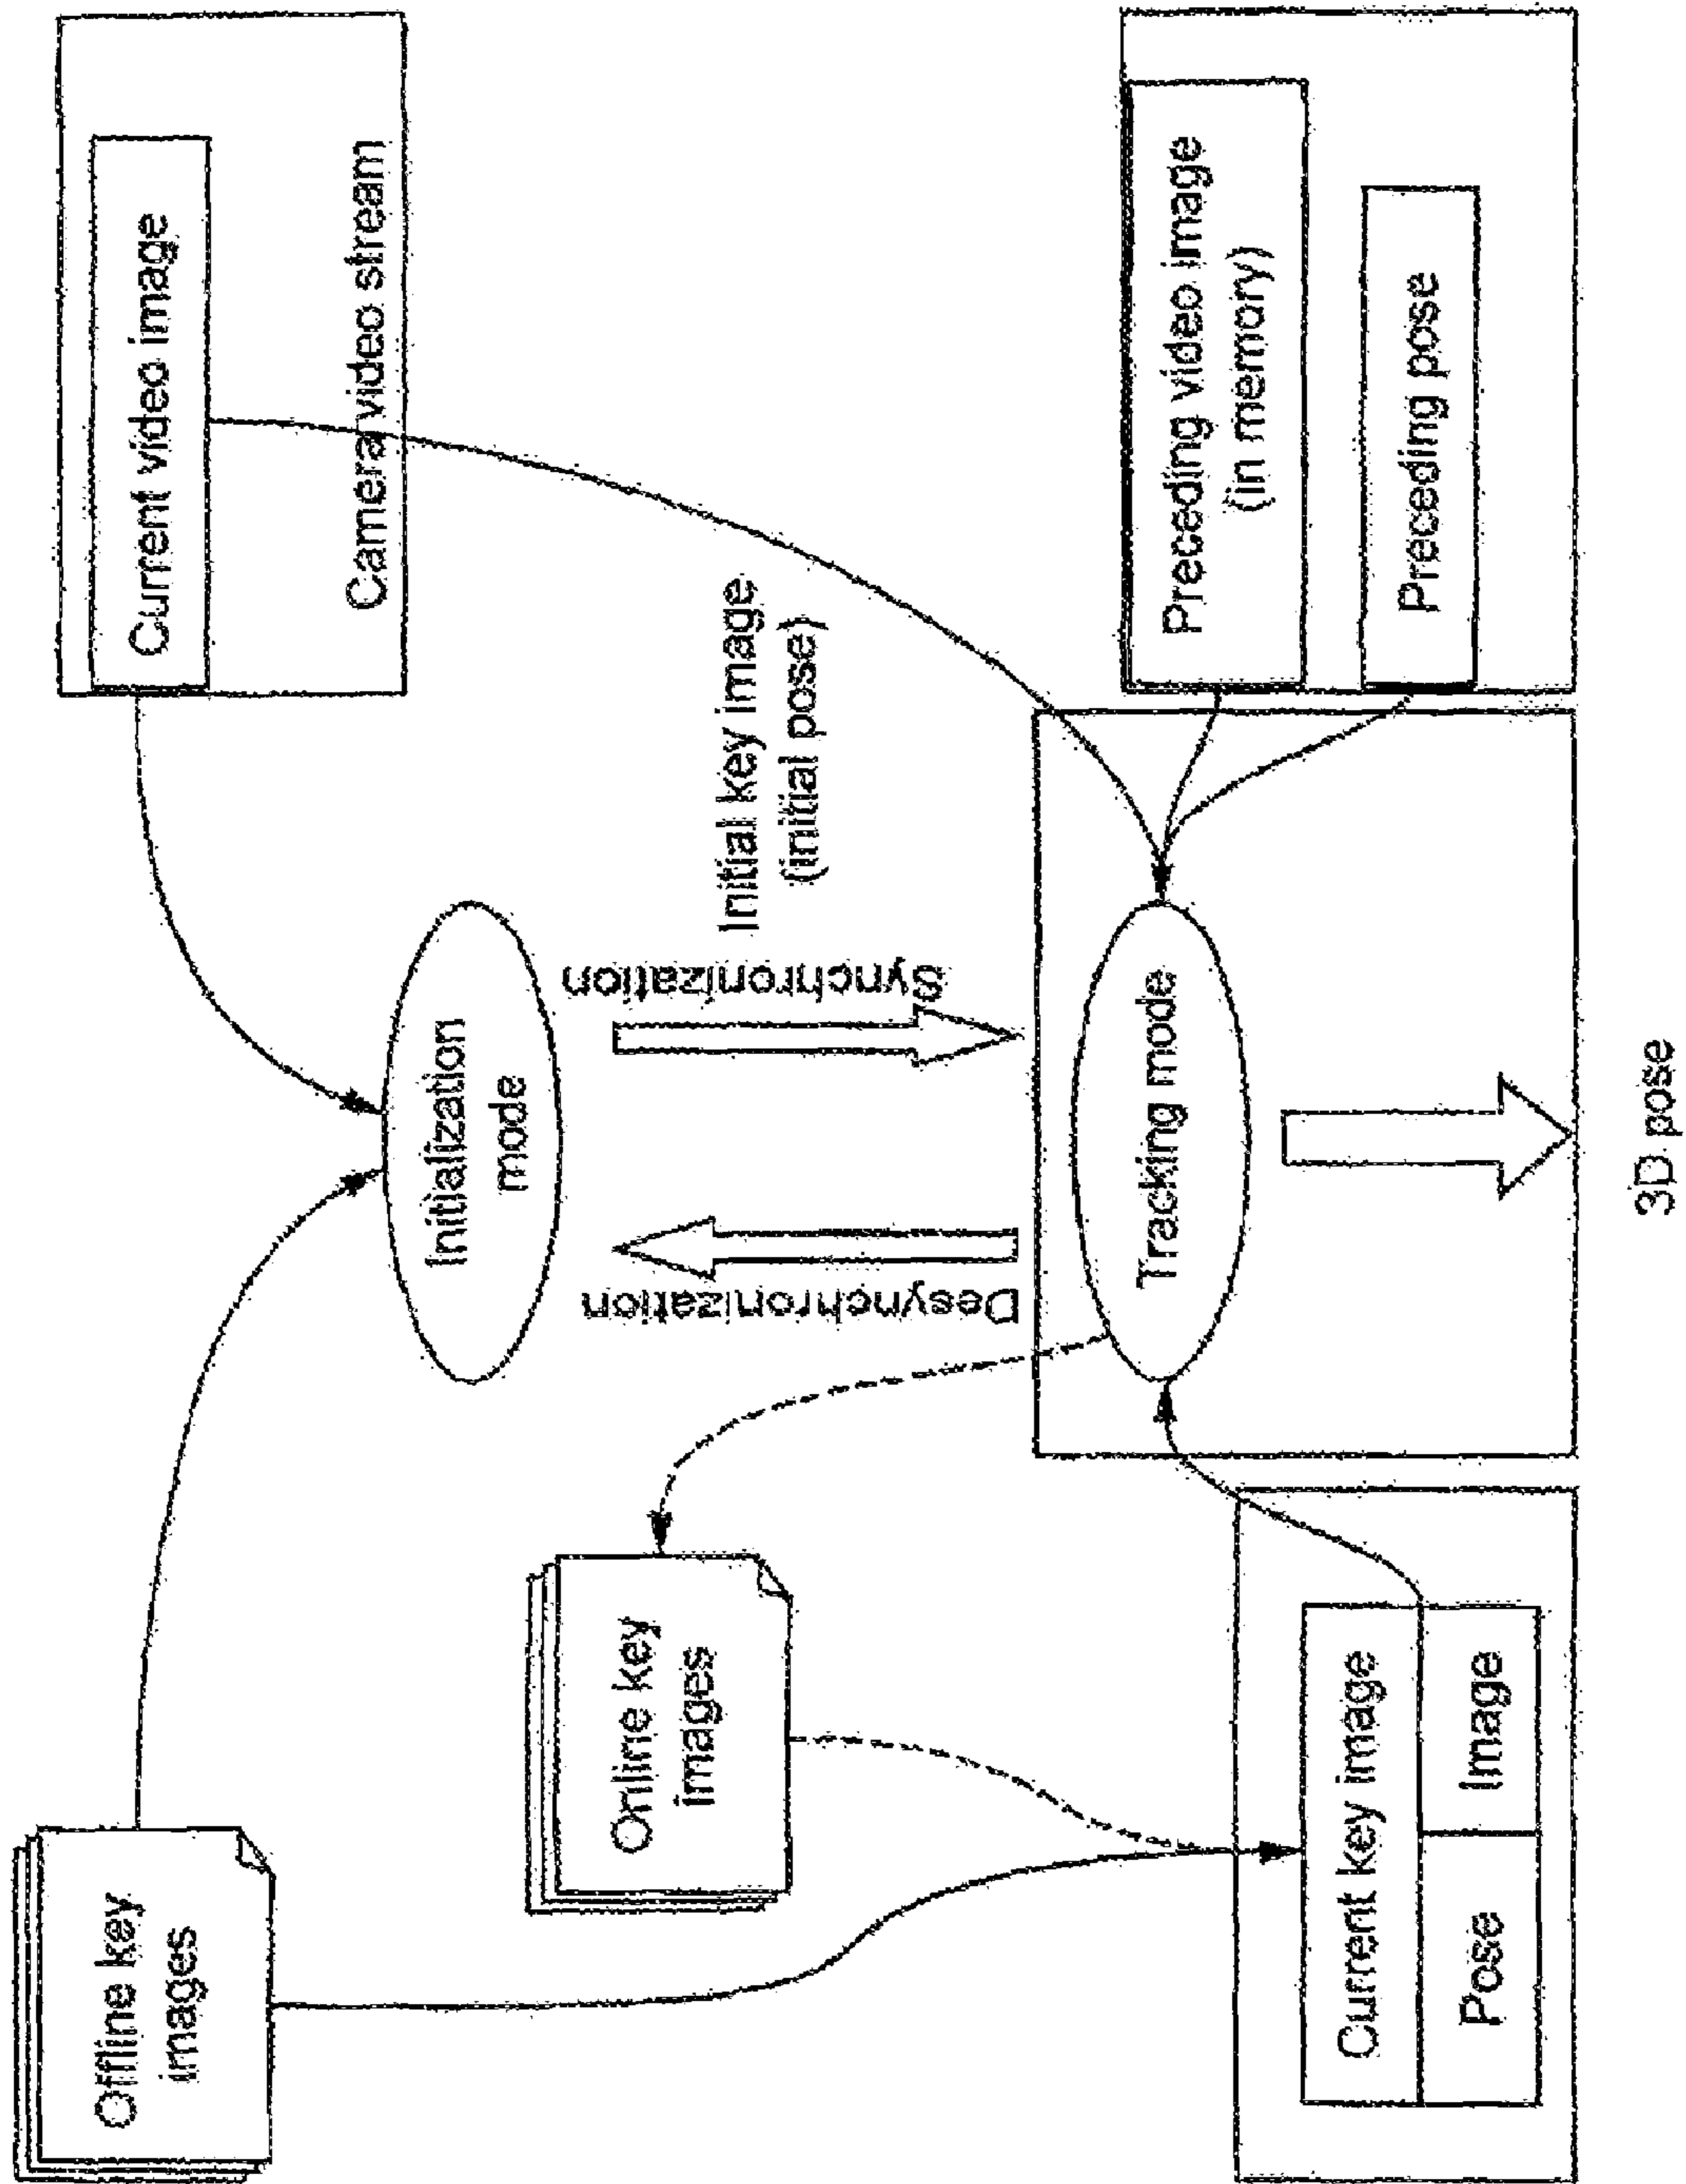 Offline key
images
Current video image
Camera video stream
Initialization
mode
Online key
images
Desynchronization
Synchronization
Initial key image
(initial pose)
Tracking mode
Current key image
Pose
Image
Preceding video image
(in memory)
Preceding pose
3D pose